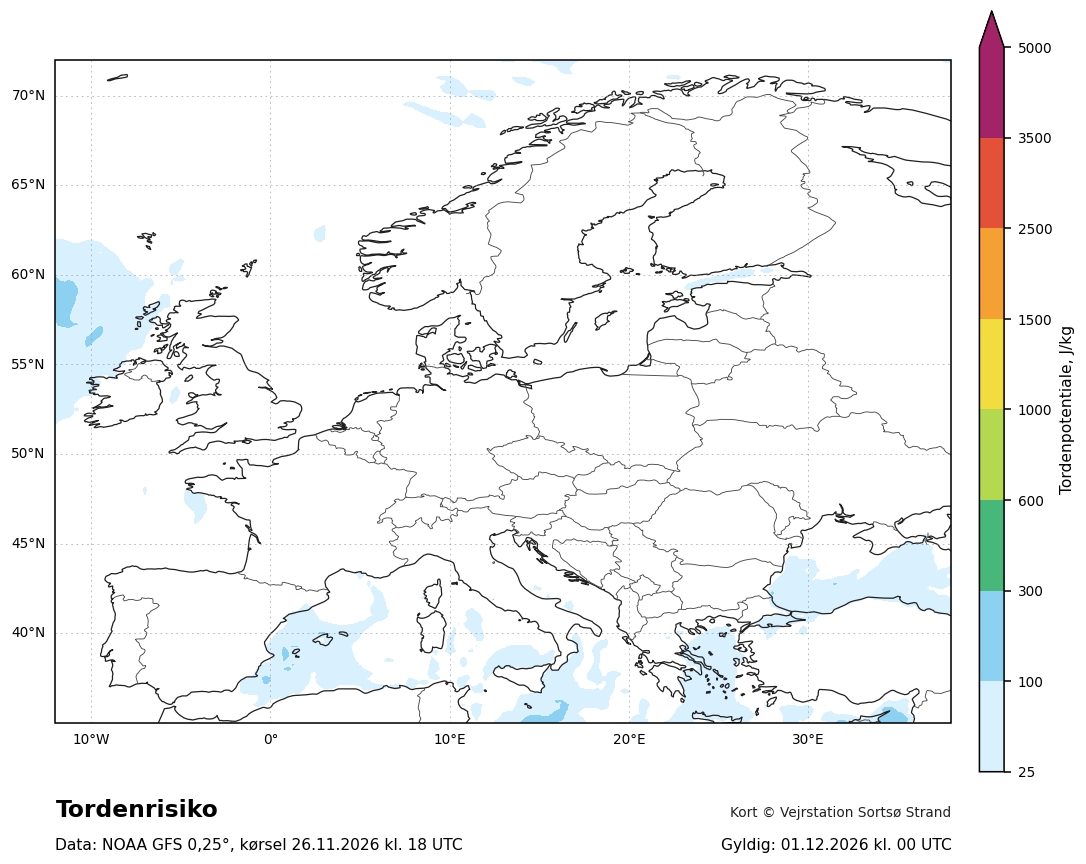 70°N
65°N
60°N
55°N
50°N
45°N
40°N
10°W
0°
10°E
20°E
30°E
5000
3500
2500
1500
1000
600
300
100
25
Tordenpotentiale, J/kg
Tordenrisiko
Kort © Vejrstation Sortsø Strand
Data: NOAA GFS 0,25°, kørsel 26.11.2026 kl. 18 UTC
Gyldig: 01.12.2026 kl. 00 UTC